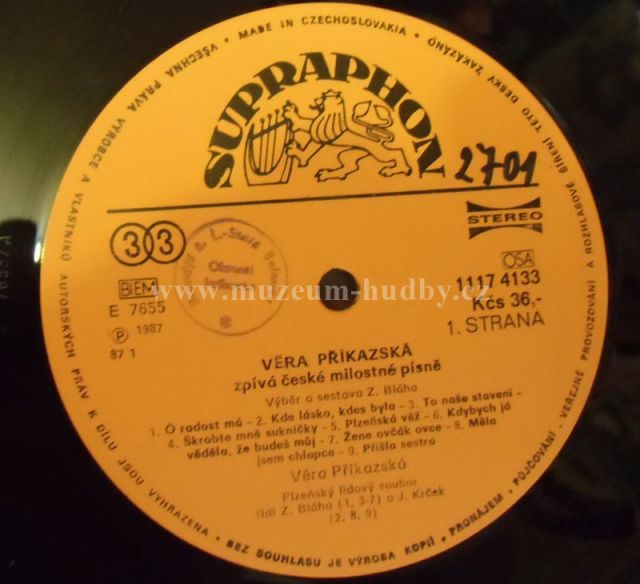 VŠECHNA PRÁVA VÝROBCE A VLASTNÍKŮ AUTORSKÝCH PRÁV K DÍLU JSOU VYHRAZENA • BEZ SOUHLASU JE VÝROBA KOPIÍ, PRONÁJEM, PŮJČOVÁNÍ, VEŘEJNÉ PROVOZOVÁNÍ A ROZHLASOVÉ ŠÍŘENÍ TÉTO DESKY ZAKÁZÁNO • MADE IN CZECHOSLOVAKIA •
SUPRAPHON
2701
STEREO
33
BIEM
E 7655
Ⓟ 1987
87 1
OSA
1117 4133
Kčs 36,-
1. STRANA
www.muzeum-hudby.cz
VĚRA PŘÍKAZSKÁ
zpívá české milostné písně
Výběr a sestava Z. Bláha
1. Ó radost má - 2. Kde lásko, kdes byla - 3. To naše stavení -
4. Škrobte mně sukničky - 5. Plzeňská věž - 6. Kdybych já
věděla, že budeš můj - 7. Žene ovčák ovce - 8. Měla
jsem chlapce - 9. Přišla sestra
Věra Příkazská
Plzeňský lidový soubor
řídí Z. Bláha (1, 3-7) a J. Krček
(2, 8, 9)